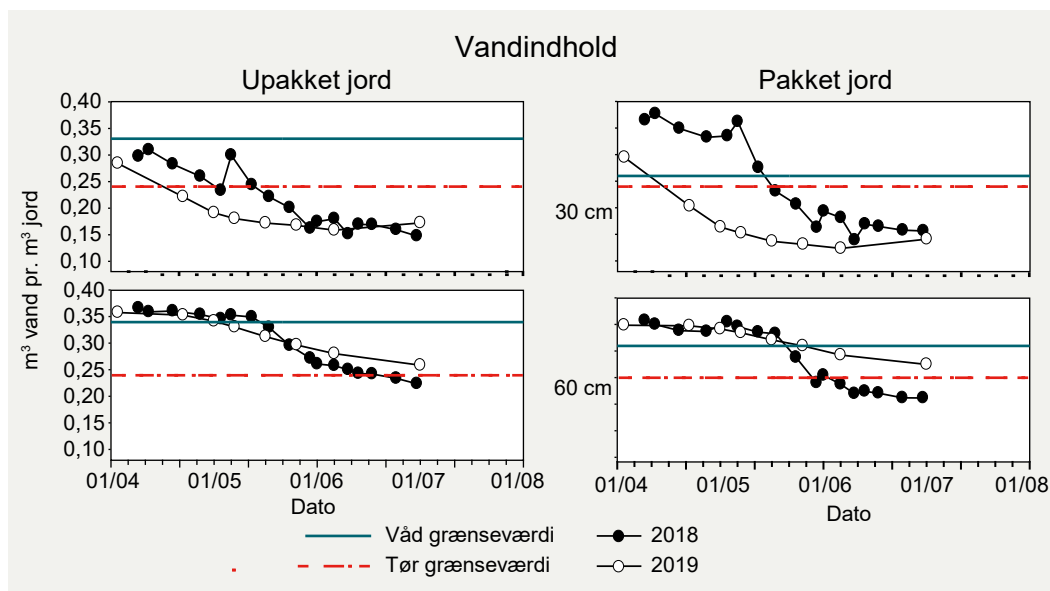 Vandindhold
Upakket jord
Pakket jord
m³ vand pr. m³ jord
0,40
0,35
0,30
0,25
0,20
0,15
0,10
30 cm
0,40
0,35
0,30
0,25
0,20
0,15
0,10
60 cm
01/04 01/05 01/06 01/07 01/08
Dato
01/04 01/05 01/06 01/07 01/08
Dato
Våd grænseværdi
2018
Tør grænseværdi
2019